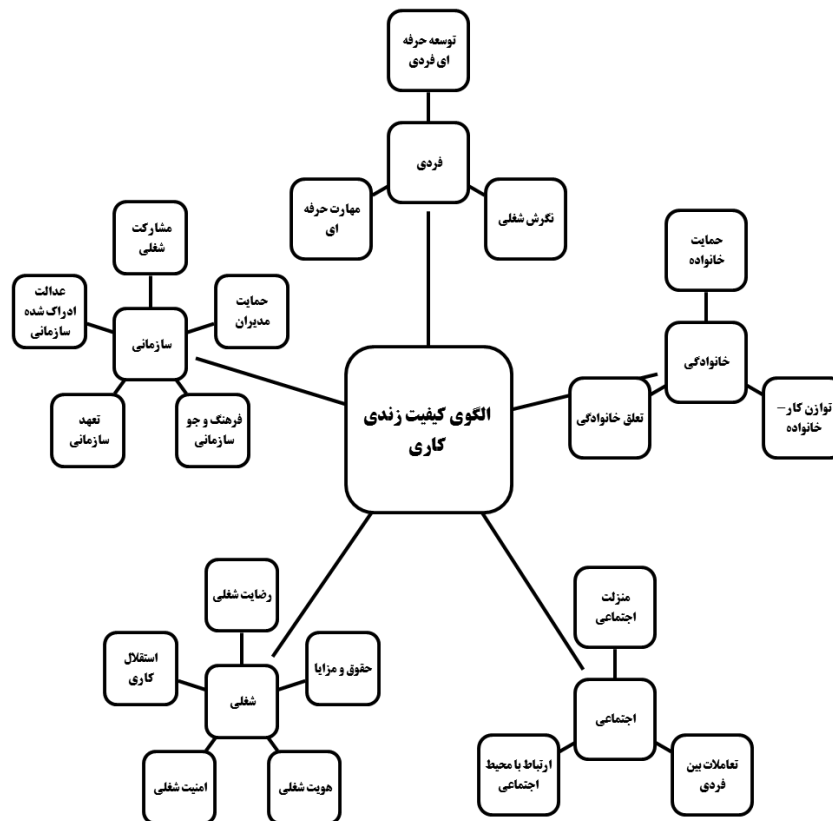 توسعه حرفه
ای فردی
فردی
مهارت حرفه
ای
نگرش شغلی
حمایت
خانواده
خانوادگی
تعلق خانوادگی
توازن کار–
خانواده
مشارکت
شغلی
عدالت
ادراک شده
سازمانی
حمایت
مدیران
سازمانی
تعهد
سازمانی
فرهنگ و جو
سازمانی
الگوی کیفیت زندی
کاری
رضایت شغلی
استقلال
کاری
حقوق و مزایا
شغلی
امنیت شغلی
هویت شغلی
منزلت
اجتماعی
اجتماعی
ارتباط با محیط
اجتماعی
تعاملات بین
فردی